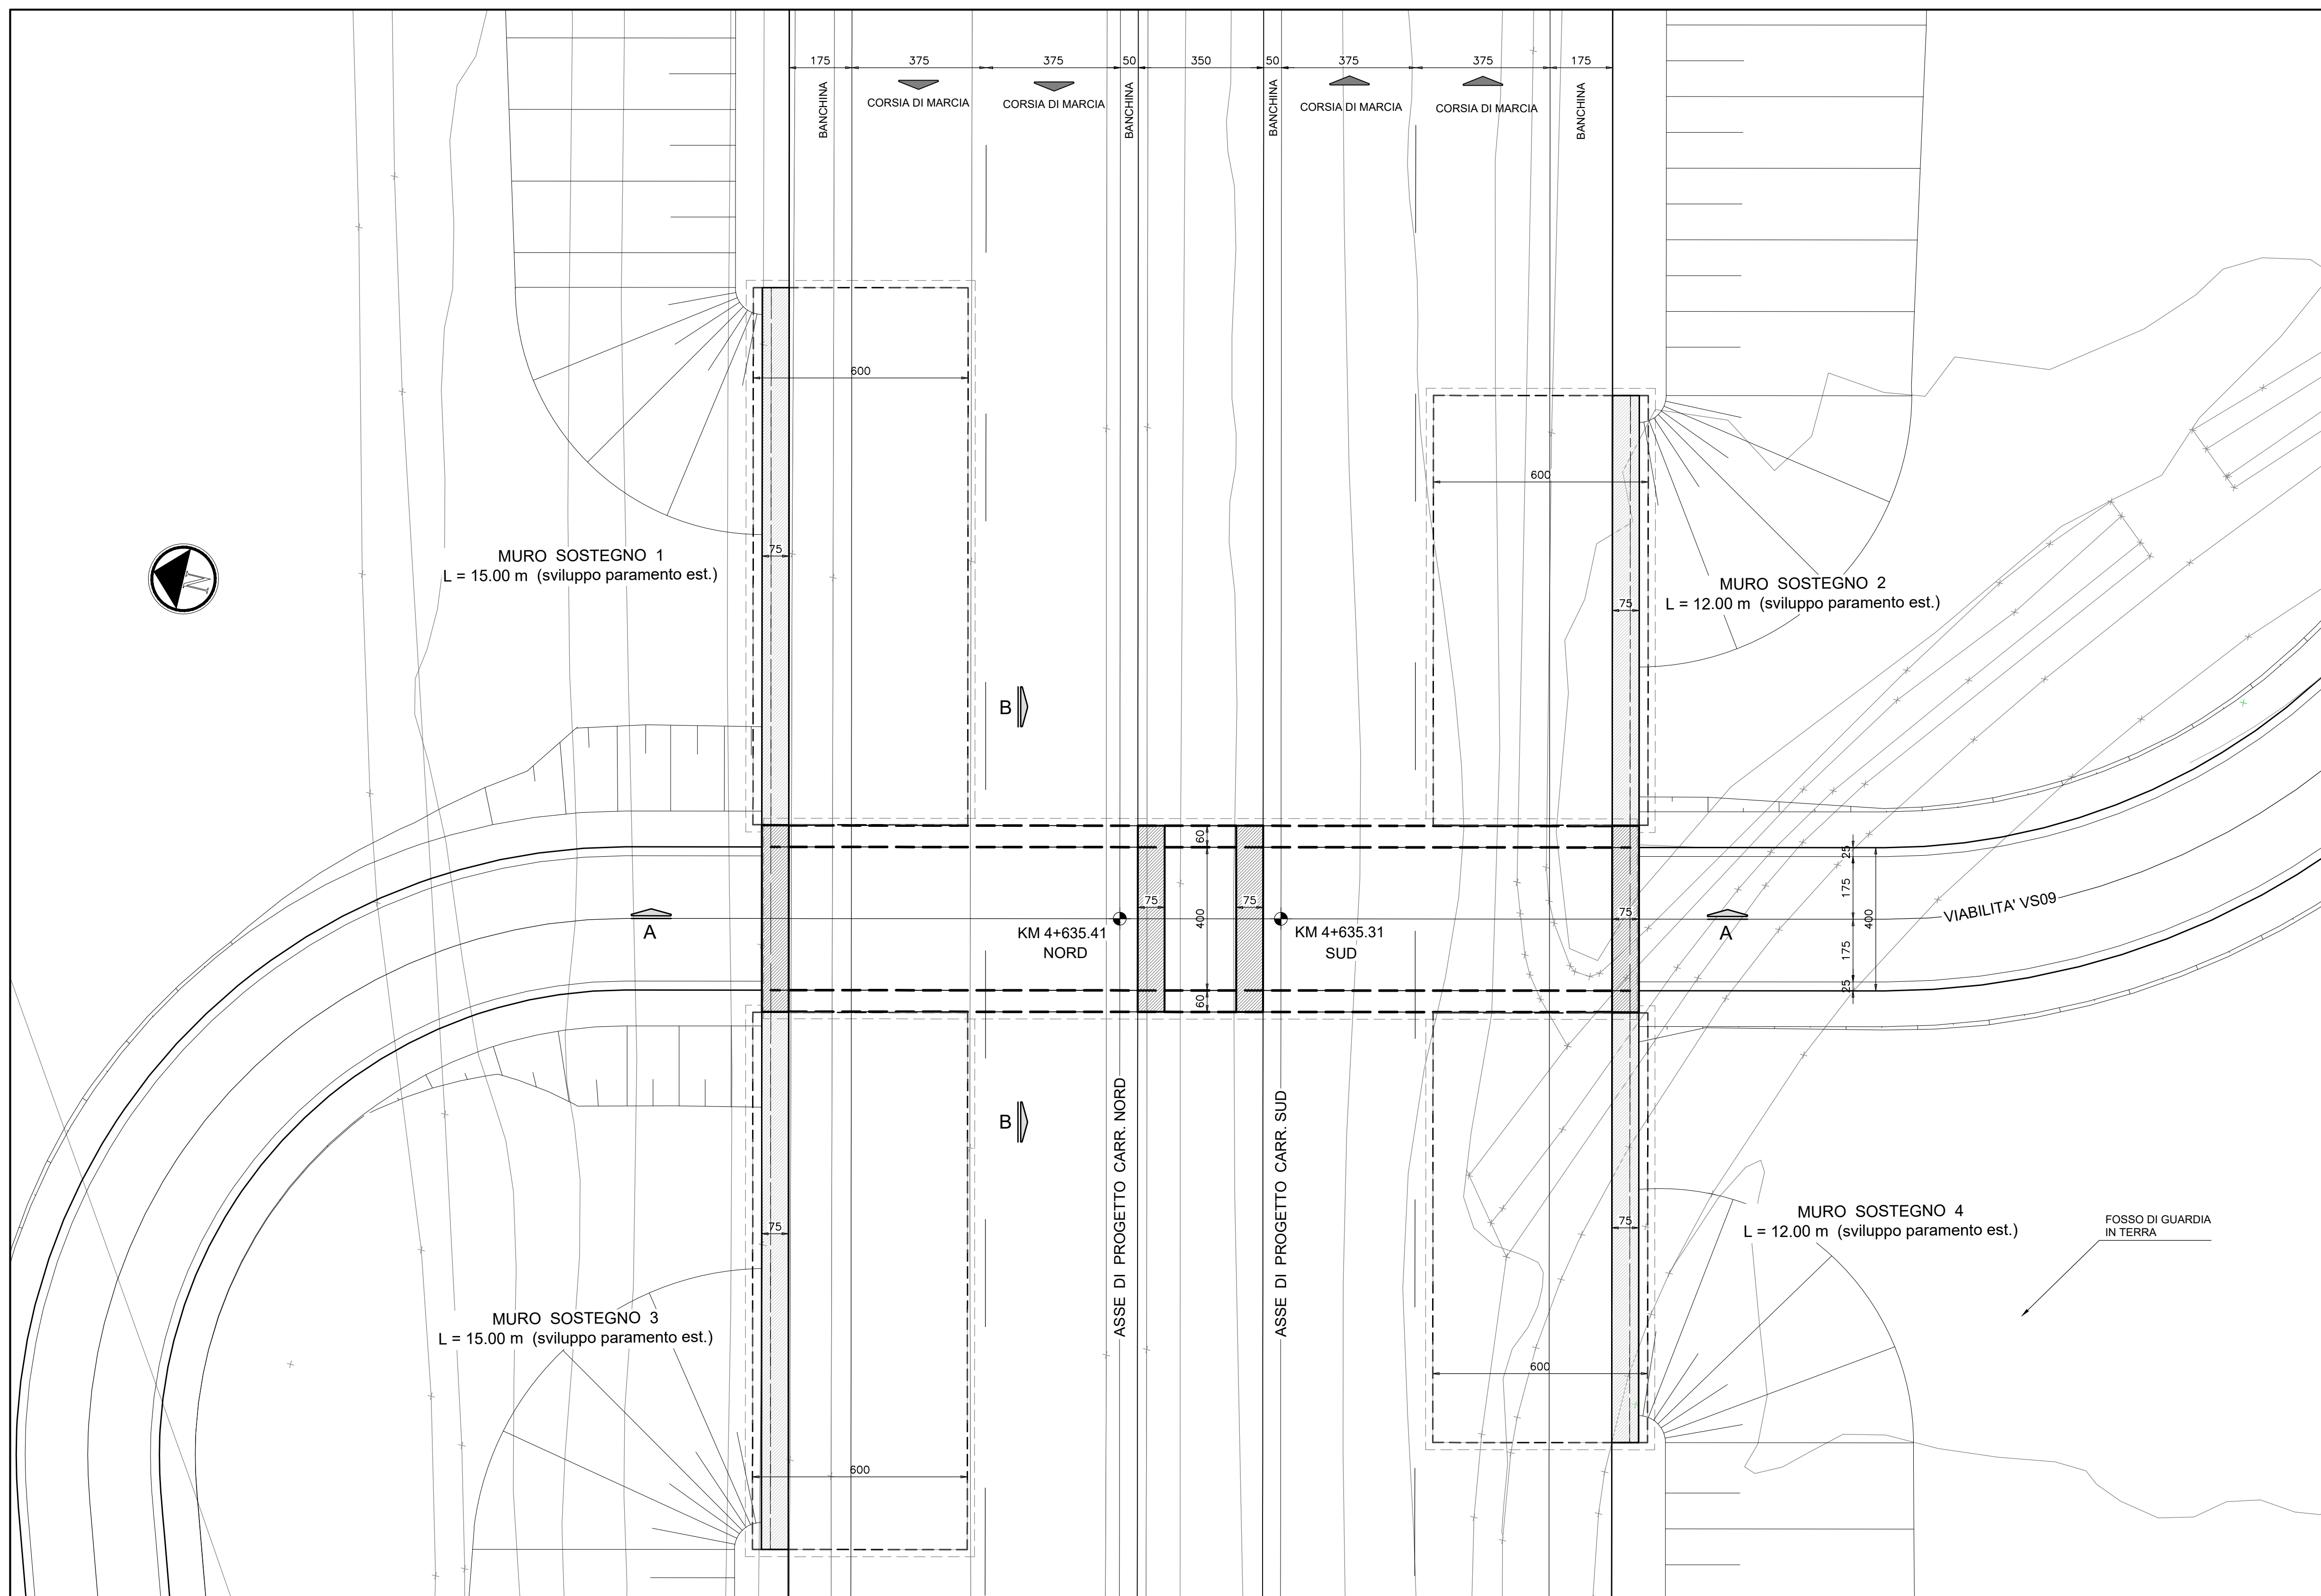 175
375
375
50
350
50
375
375
175
BANCHINA
CORSIA DI MARCIA
CORSIA DI MARCIA
BANCHINA
BANCHINA
CORSIA DI MARCIA
CORSIA DI MARCIA
BANCHINA
600
600
MURO SOSTEGNO 1
L = 15.00 m (sviluppo paramento est.)
75
N
MURO SOSTEGNO 2
L = 12.00 m (sviluppo paramento est.)
75
B
60
25
175
75
75
400
400
75
VIABILITA' VS09
A
KM 4+635.41
NORD
KM 4+635.31
SUD
A
175
25
60
B
ASSE DI PROGETTO CARR. NORD
ASSE DI PROGETTO CARR. SUD
75
75
MURO SOSTEGNO 4
L = 12.00 m (sviluppo paramento est.)
FOSSO DI GUARDIA
IN TERRA
MURO SOSTEGNO 3
L = 15.00 m (sviluppo paramento est.)
600
600